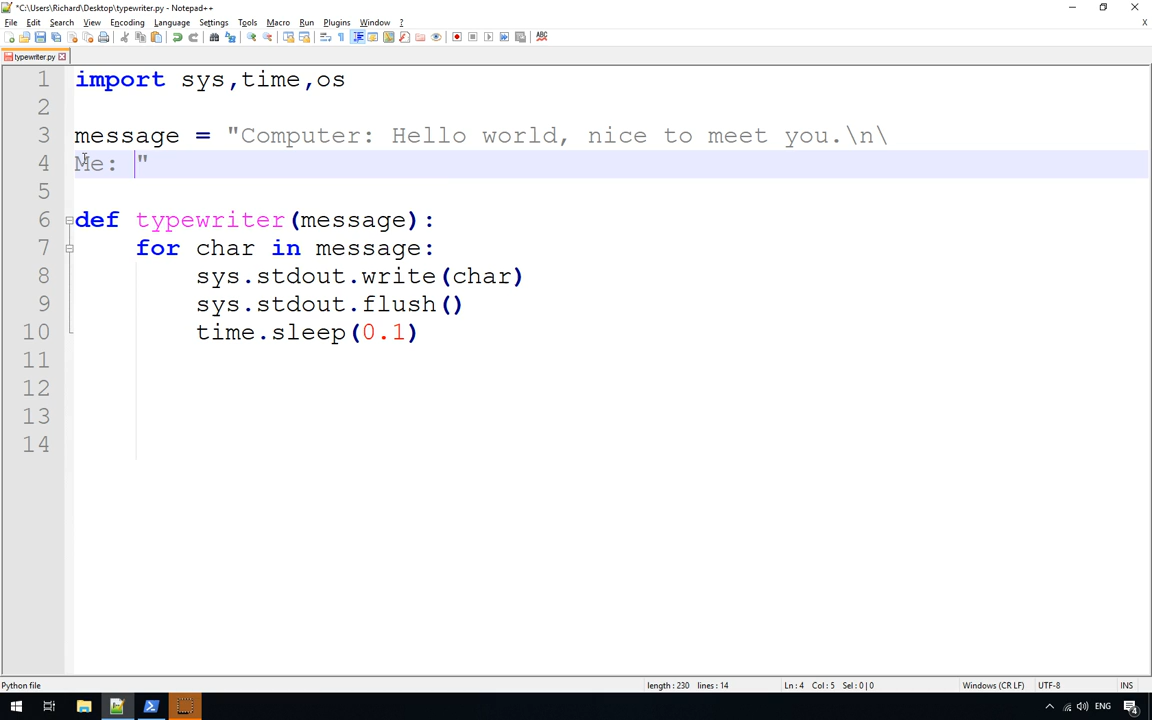 *C:\Users\Richard\Desktop\typewriter.py - Notepad++
File Edit Search View Encoding Language Settings Tools Macro Run Plugins Window ? X
typewriter.py
1 import sys,time,os
2
3 message = "Computer: Hello world, nice to meet you.\n\
4 Me: "
5
6 def typewriter(message):
7 for char in message:
8 sys.stdout.write(char)
9 sys.stdout.flush()
10 time.sleep(0.1)
11
12
13
14
Python file length : 230 lines : 14 Ln : 4 Col : 5 Sel : 0 | 0 Windows (CR LF) UTF-8 INS
ENG 4